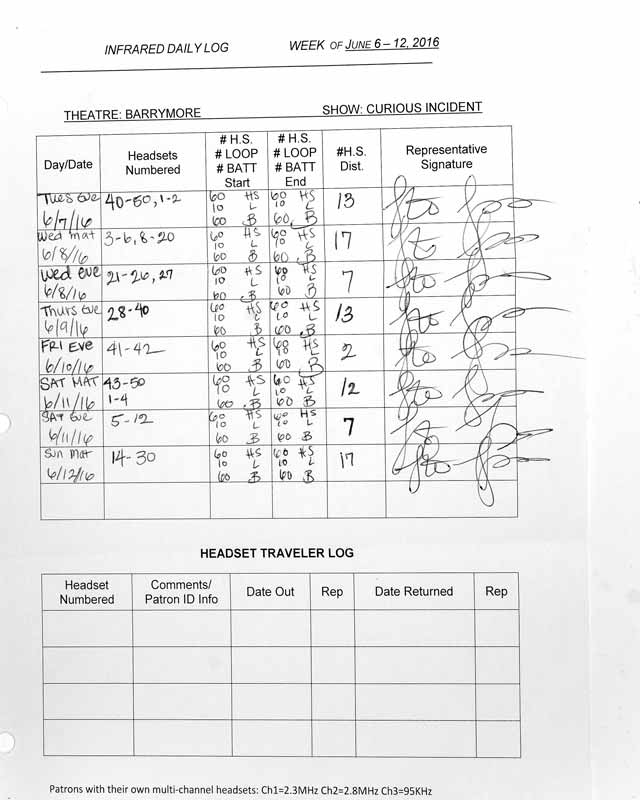 INFRARED DAILY LOG WEEK OF JUNE 6 – 12, 2016
THEATRE: BARRYMORE SHOW: CURIOUS INCIDENT
Day/Date Headsets Numbered # H.S. # LOOP # BATT Start # H.S. # LOOP # BATT End #H.S. Dist. Representative Signature
Tues Eve 6/7/16 40-50, 1-2 60 HS 10 L 60 B 60 HS 10 L 60 B 13
Wed mat 6/8/16 3-6, 8-20 60 HS 10 L 60 B 60 HS 10 L 60 B 17
Wed eve 6/8/16 21-26, 27 60 HS 10 L 60 B 60 HS 10 L 60 B 7
Thurs Eve 6/9/16 28-40 60 HS 10 L 60 B 60 HS 10 L 60 B 13
FRI EVE 6/10/16 41-42 60 HS 10 L 60 B 60 HS 10 L 60 B 2
SAT MAT 6/11/16 43-50 1-4 60 HS 10 L 60 B 60 HS 10 L 60 B 12
SAT Eve 6/11/16 5-12 60 HS 10 L 60 B 60 HS 10 L 60 B 7
Sun mat 6/12/16 14-30 60 HS 10 L 60 B 60 HS 10 L 60 B 17
HEADSET TRAVELER LOG
Headset Numbered Comments/ Patron ID Info Date Out Rep Date Returned Rep
Patrons with their own multi-channel headsets: Ch1=2.3MHz Ch2=2.8MHz Ch3=95KHz